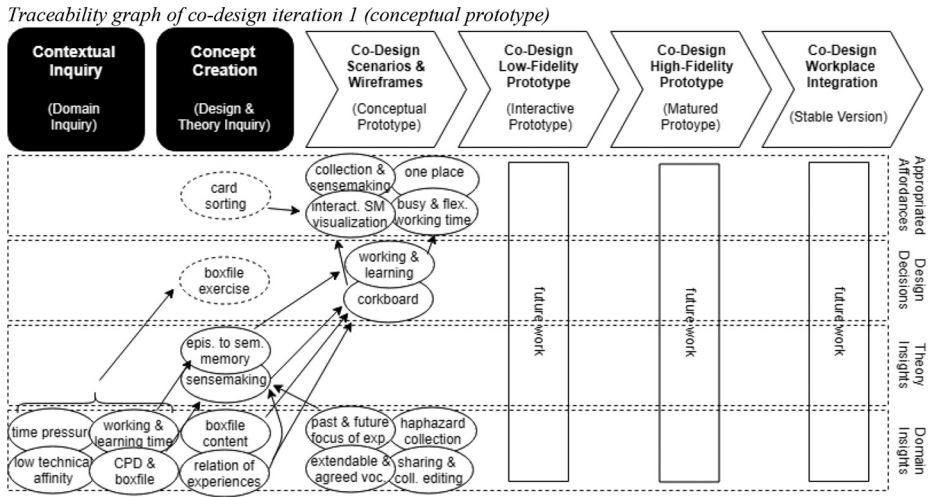 Traceability graph of co-design iteration 1 (conceptual prototype)
Contextual
Inquiry
(Domain
Inquiry)
Concept
Creation
(Design &
Theory Inquiry)
Co-Design
Scenarios &
Wireframes
(Conceptual
Prototype)
Co-Design
Low-Fidelity
Prototype
(Interactive
Prototype)
Co-Design
High-Fidelity
Prototype
(Matured
Protoype)
Co-Design
Workplace
Integration
(Stable Version)
card
sorting
collection &
sensemaking
one place
interact. SM
visualization
busy & flex.
working time
Appropriated
Affordances
boxfile
exercise
working &
learning
corkboard
Design
Decisions
future work
future work
future work
epis. to sem.
memory
sensemaking
Theory
Insights
time pressure
working &
learning time
boxfile
content
past & future
focus of exp.
haphazard
collection
low technical
affinity
CPD &
boxfile
relation of
experiences
extendable &
agreed voc.
sharing &
coll. editing
Domain
Insights